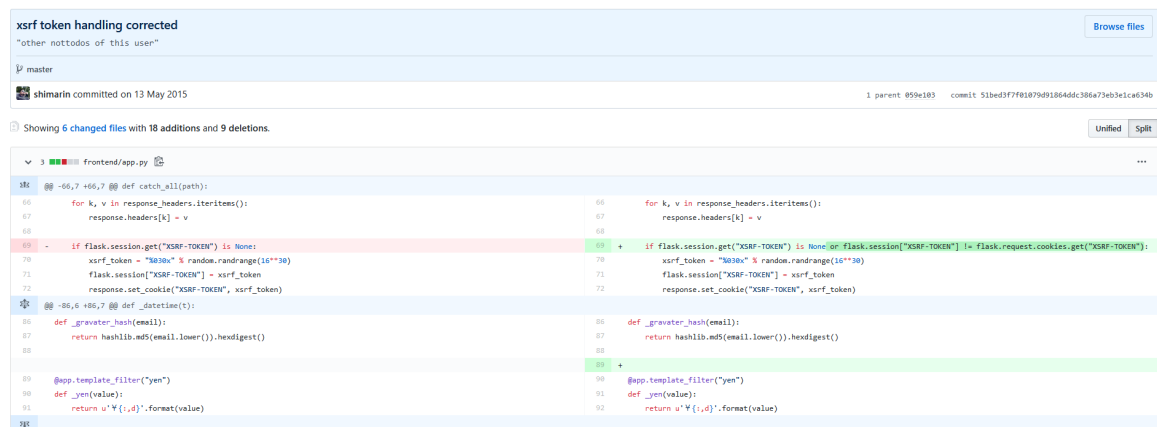 xsrf token handling corrected
Browse files
"other nottodos of this user"
master
shimarin committed on 13 May 2015
1 parent 059e103 commit 51bed3f7f01079d91864ddc386a73eb3e1ca634b
Showing 6 changed files with 18 additions and 9 deletions.
Unified Split
3 frontend/app.py
@@ -66,7 +66,7 @@ def catch_all(path):
66 for k, v in response_headers.iteritems(): 66 for k, v in response_headers.iteritems():
67 response.headers[k] = v 67 response.headers[k] = v
68 68
69 - if flask.session.get("XSRF-TOKEN") is None: 69 + if flask.session.get("XSRF-TOKEN") is None or flask.session["XSRF-TOKEN"] != flask.request.cookies.get("XSRF-TOKEN"):
70 xsrf_token = "%030x" % random.randrange(16**30) 70 xsrf_token = "%030x" % random.randrange(16**30)
71 flask.session["XSRF-TOKEN"] = xsrf_token 71 flask.session["XSRF-TOKEN"] = xsrf_token
72 response.set_cookie("XSRF-TOKEN", xsrf_token) 72 response.set_cookie("XSRF-TOKEN", xsrf_token)
@@ -86,6 +86,7 @@ def _datetime(t):
86 def _gravater_hash(email): 86 def _gravater_hash(email):
87 return hashlib.md5(email.lower()).hexdigest() 87 return hashlib.md5(email.lower()).hexdigest()
88 88
89 +
89 @app.template_filter("yen") 90 @app.template_filter("yen")
90 def _yen(value): 91 def _yen(value):
91 return u'￥{:,d}'.format(value) 92 return u'￥{:,d}'.format(value)